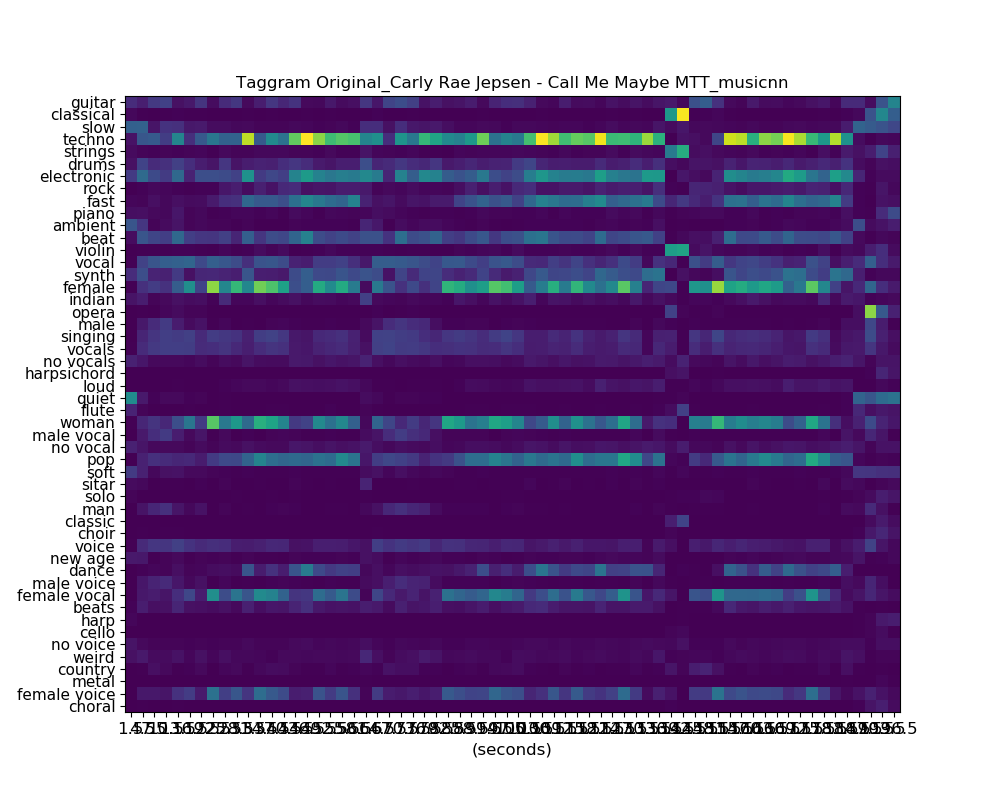 Taggram Original_Carly Rae Jepsen - Call Me Maybe MTT_musicnn
guitar
classical
slow
techno
strings
drums
electronic
rock
fast
piano
ambient
beat
violin
vocal
synth
female
indian
opera
male
singing
vocals
no vocals
harpsichord
loud
quiet
flute
woman
male vocal
no vocal
pop
soft
sitar
solo
man
classic
choir
voice
new age
dance
male voice
female vocal
beats
harp
cello
no voice
weird
country
metal
female voice
choral
(seconds)